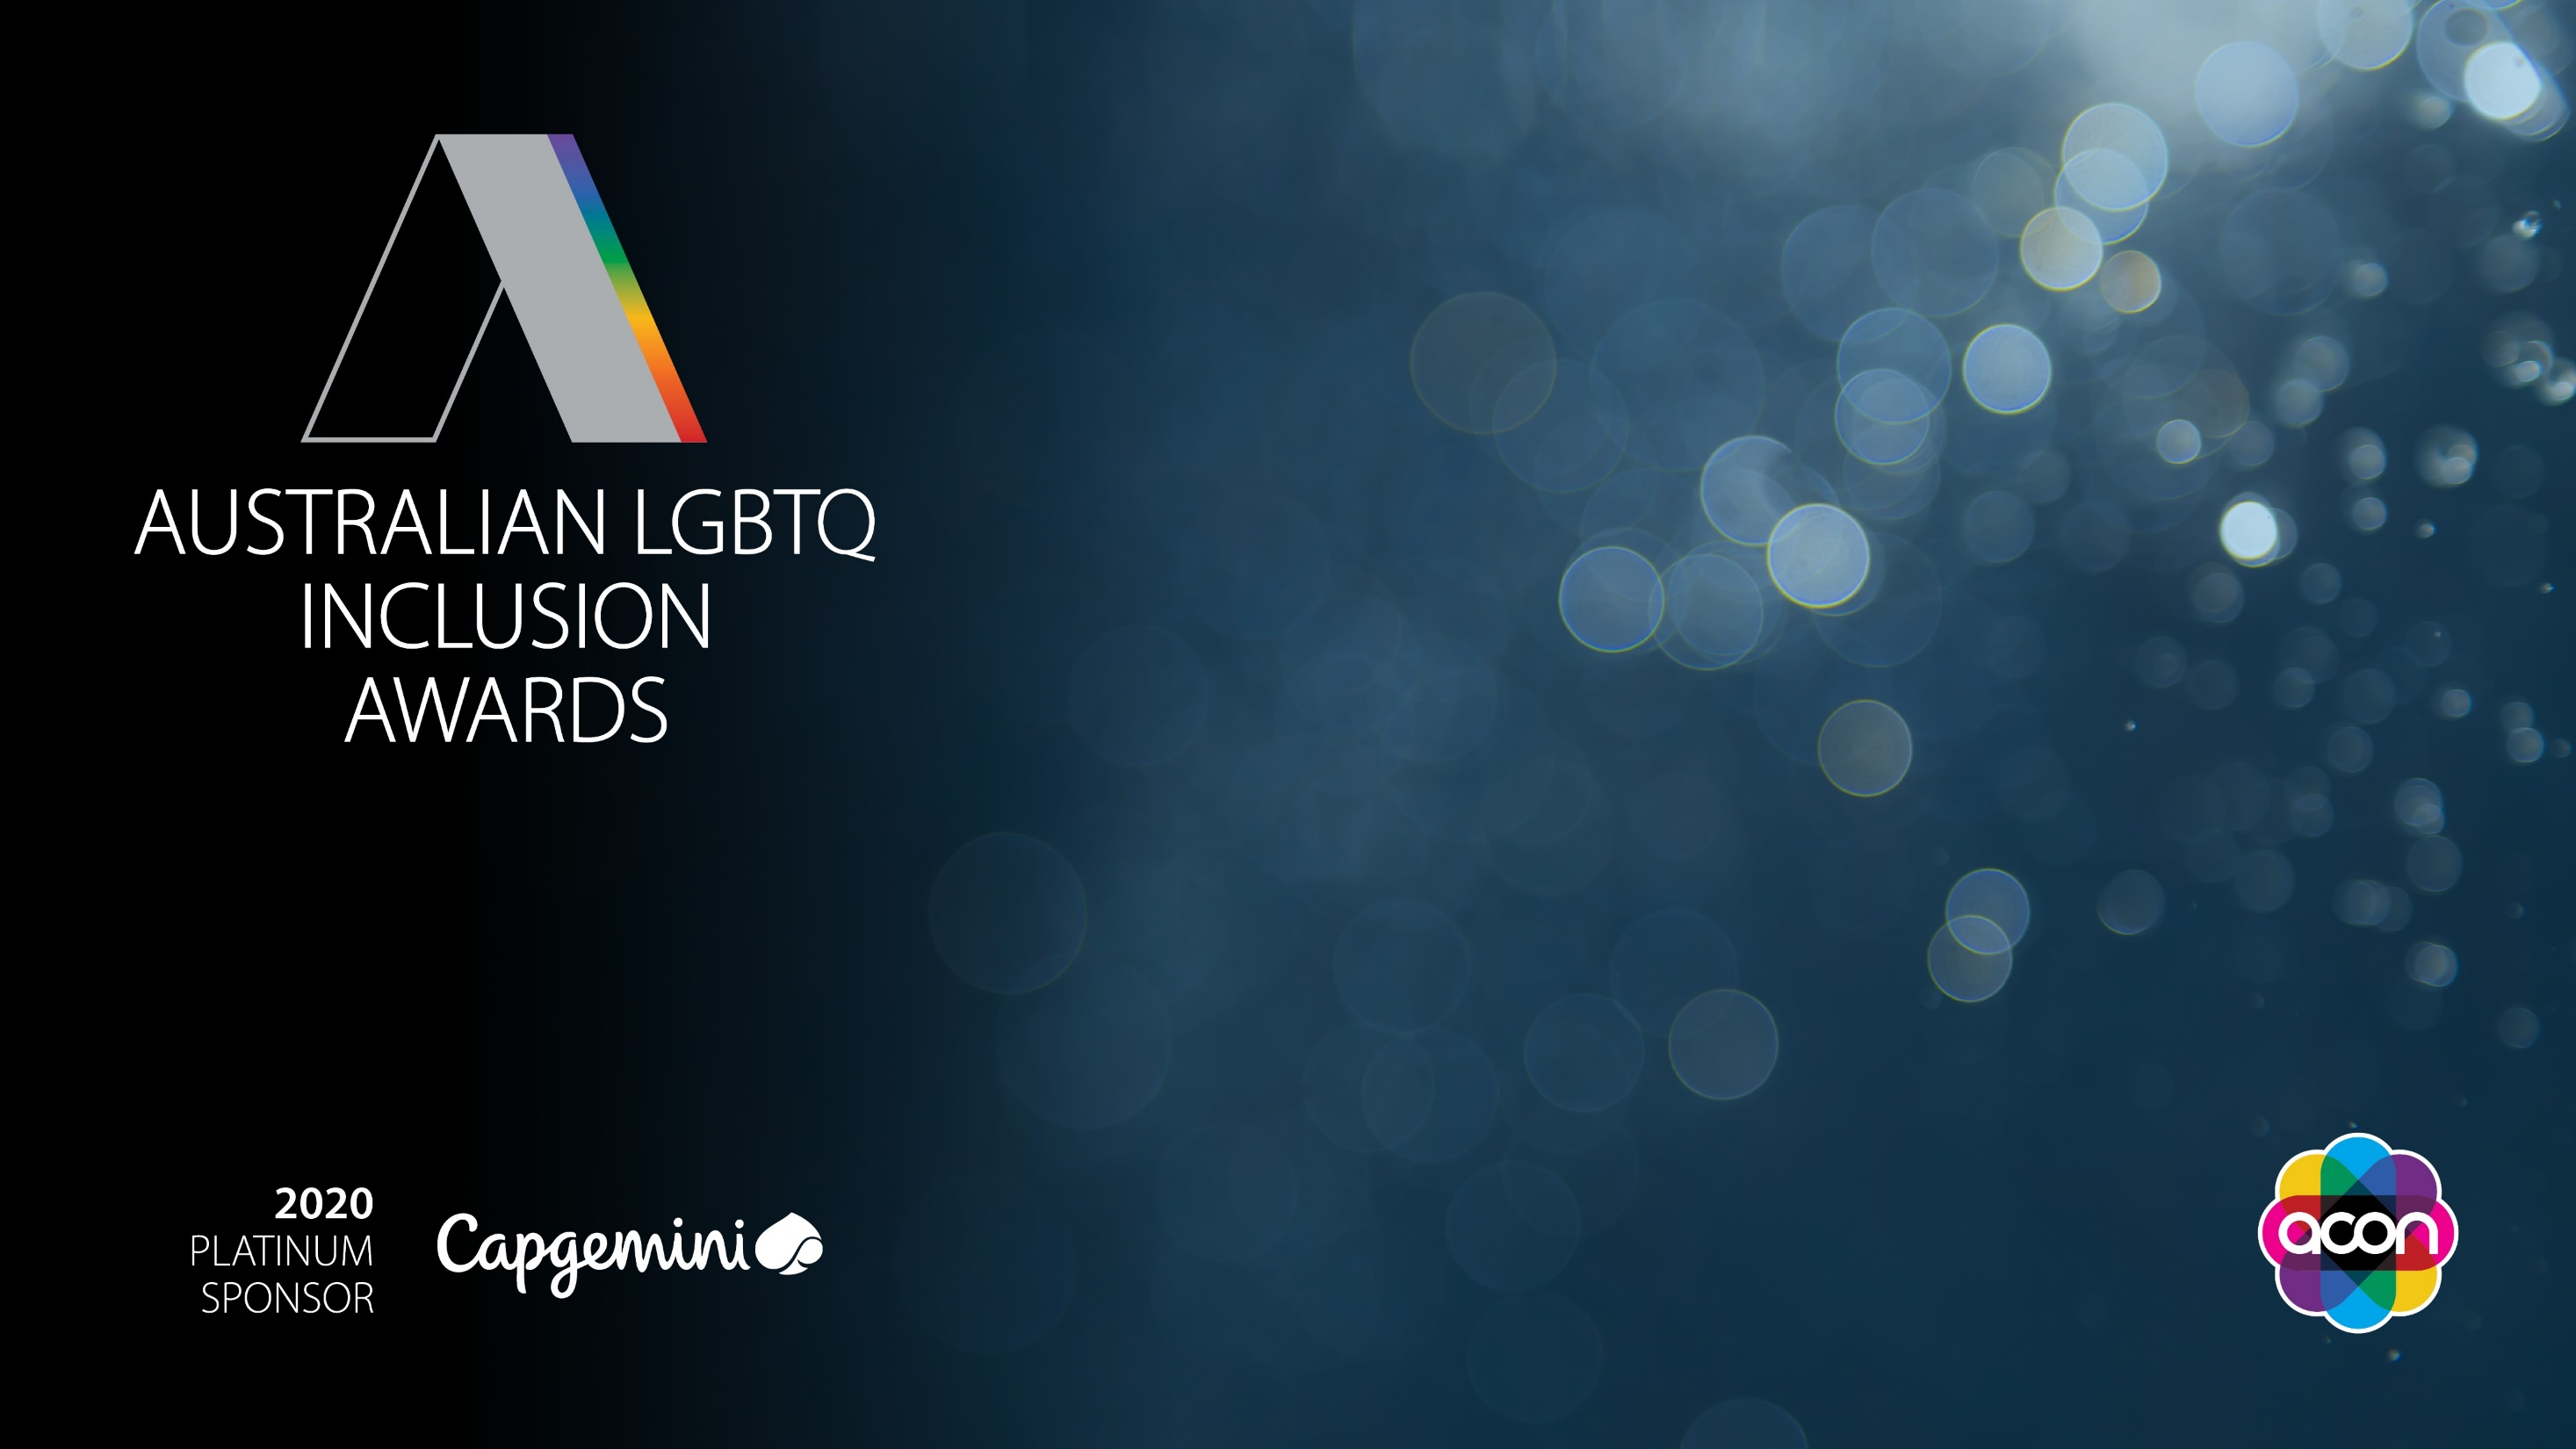 AUSTRALIAN LGBTQ
INCLUSION
AWARDS
2020
PLATINUM
SPONSOR
Capgemini
acon